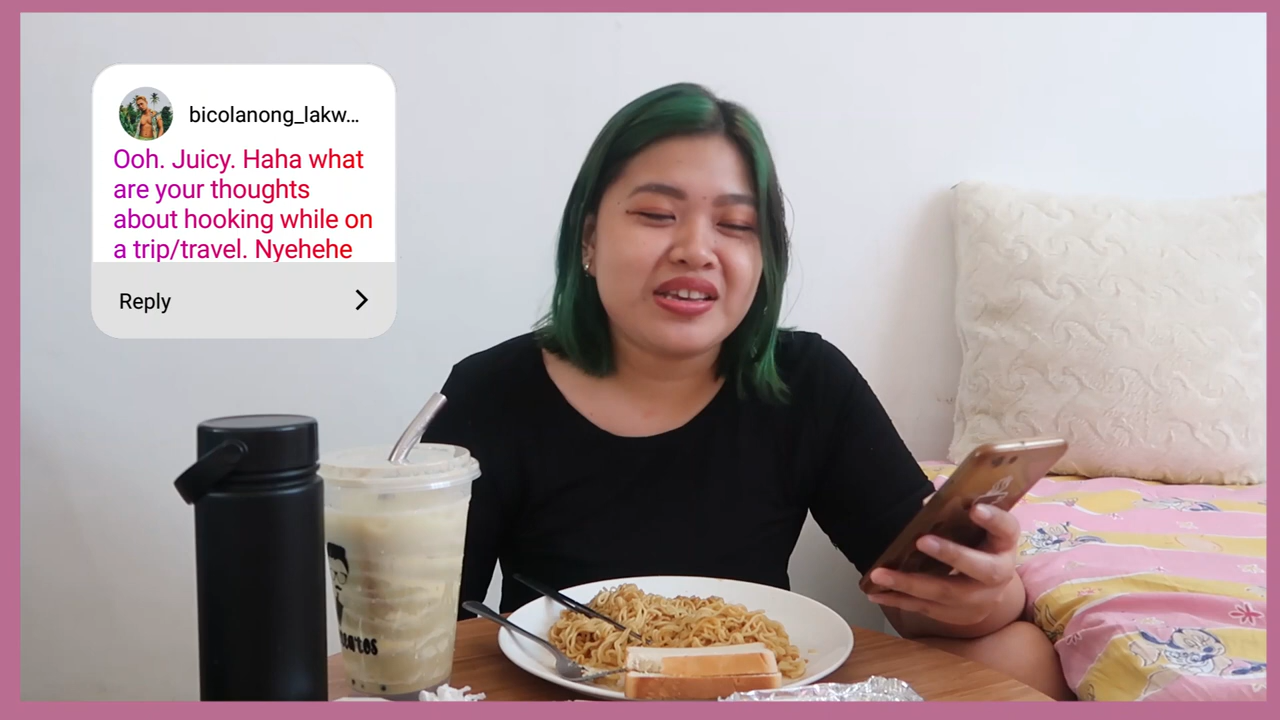 bicolanong_lakw...
Ooh. Juicy. Haha what
are your thoughts
about hooking while on
a trip/travel. Nyehehe
Reply